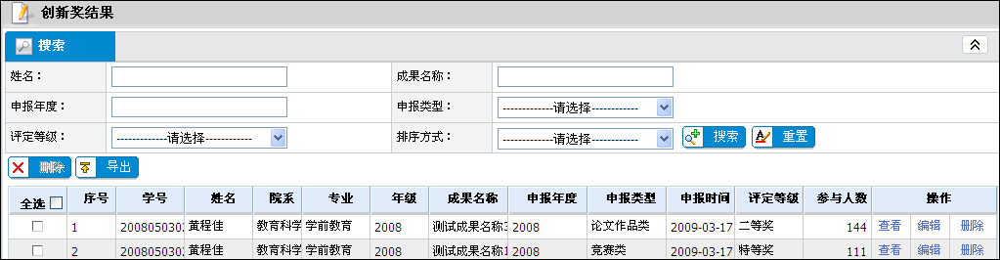 创新奖结果
搜索
姓名： 成果名称：
申报年度： 申报类型： -------------请选择------------
评定等级： -------------请选择------------ 排序方式： -------------请选择------------ 搜索 重置
删除 导出
全选 序号 学号 姓名 院系 专业 年级 成果名称 申报年度 申报类型 申报时间 评定等级 参与人数 操作
1 200805030 黄程佳 教育科学 学前教育 2008 测试成果名称 2008 论文作品类 2009-03-17 二等奖 144 查看 编辑 删除
2 200805030 黄程佳 教育科学 学前教育 2008 测试成果名称 2008 竞赛类 2009-03-17 特等奖 111 查看 编辑 删除